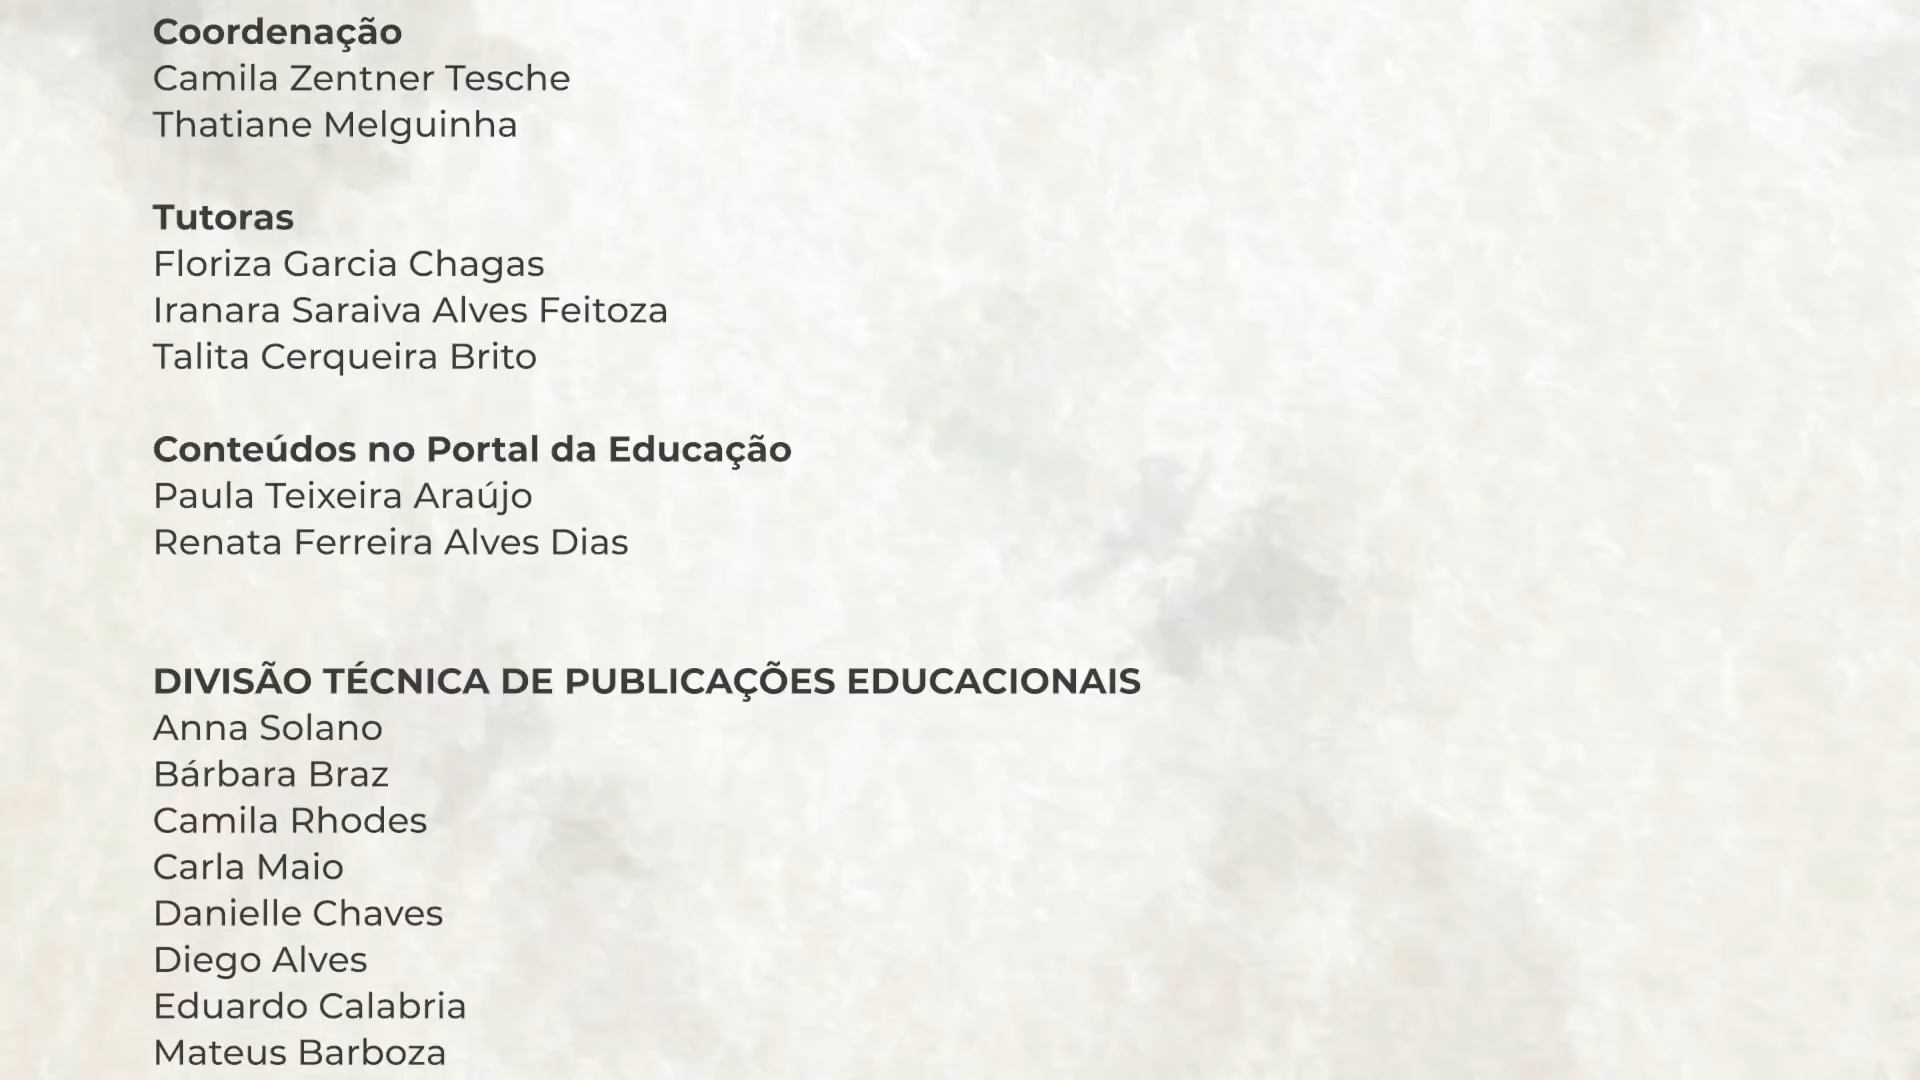 Coordenação
Camila Zentner Tesche
Thatiane Melguinha
Tutoras
Floriza Garcia Chagas
Iranara Saraiva Alves Feitoza
Talita Cerqueira Brito
Conteúdos no Portal da Educação
Paula Teixeira Araújo
Renata Ferreira Alves Dias
DIVISÃO TÉCNICA DE PUBLICAÇÕES EDUCACIONAIS
Anna Solano
Bárbara Braz
Camila Rhodes
Carla Maio
Danielle Chaves
Diego Alves
Eduardo Calabria
Mateus Barboza